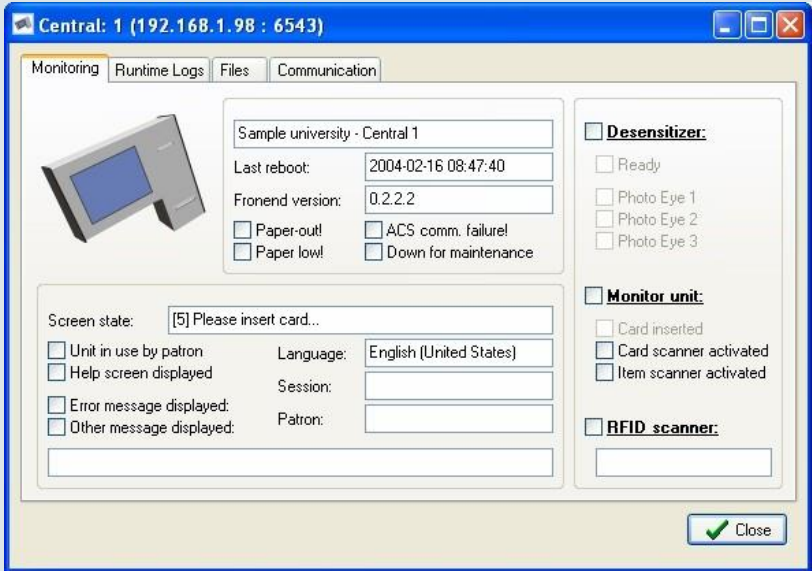 Central: 1 (192.168.1.98 : 6543)
Monitoring Runtime Logs Files Communication
Sample university - Central 1
Last reboot: 2004-02-16 08:47:40
Fronend version: 0.2.2.2
Paper-out! ACS comm. failure!
Paper low! Down for maintenance
Screen state: [5] Please insert card...
Unit in use by patron
Help screen displayed
Error message displayed:
Other message displayed:
Language: English (United States)
Session:
Patron:
Desensitizer:
Ready
Photo Eye 1
Photo Eye 2
Photo Eye 3
Monitor unit:
Card inserted
Card scanner activated
Item scanner activated
RFID scanner:
Close